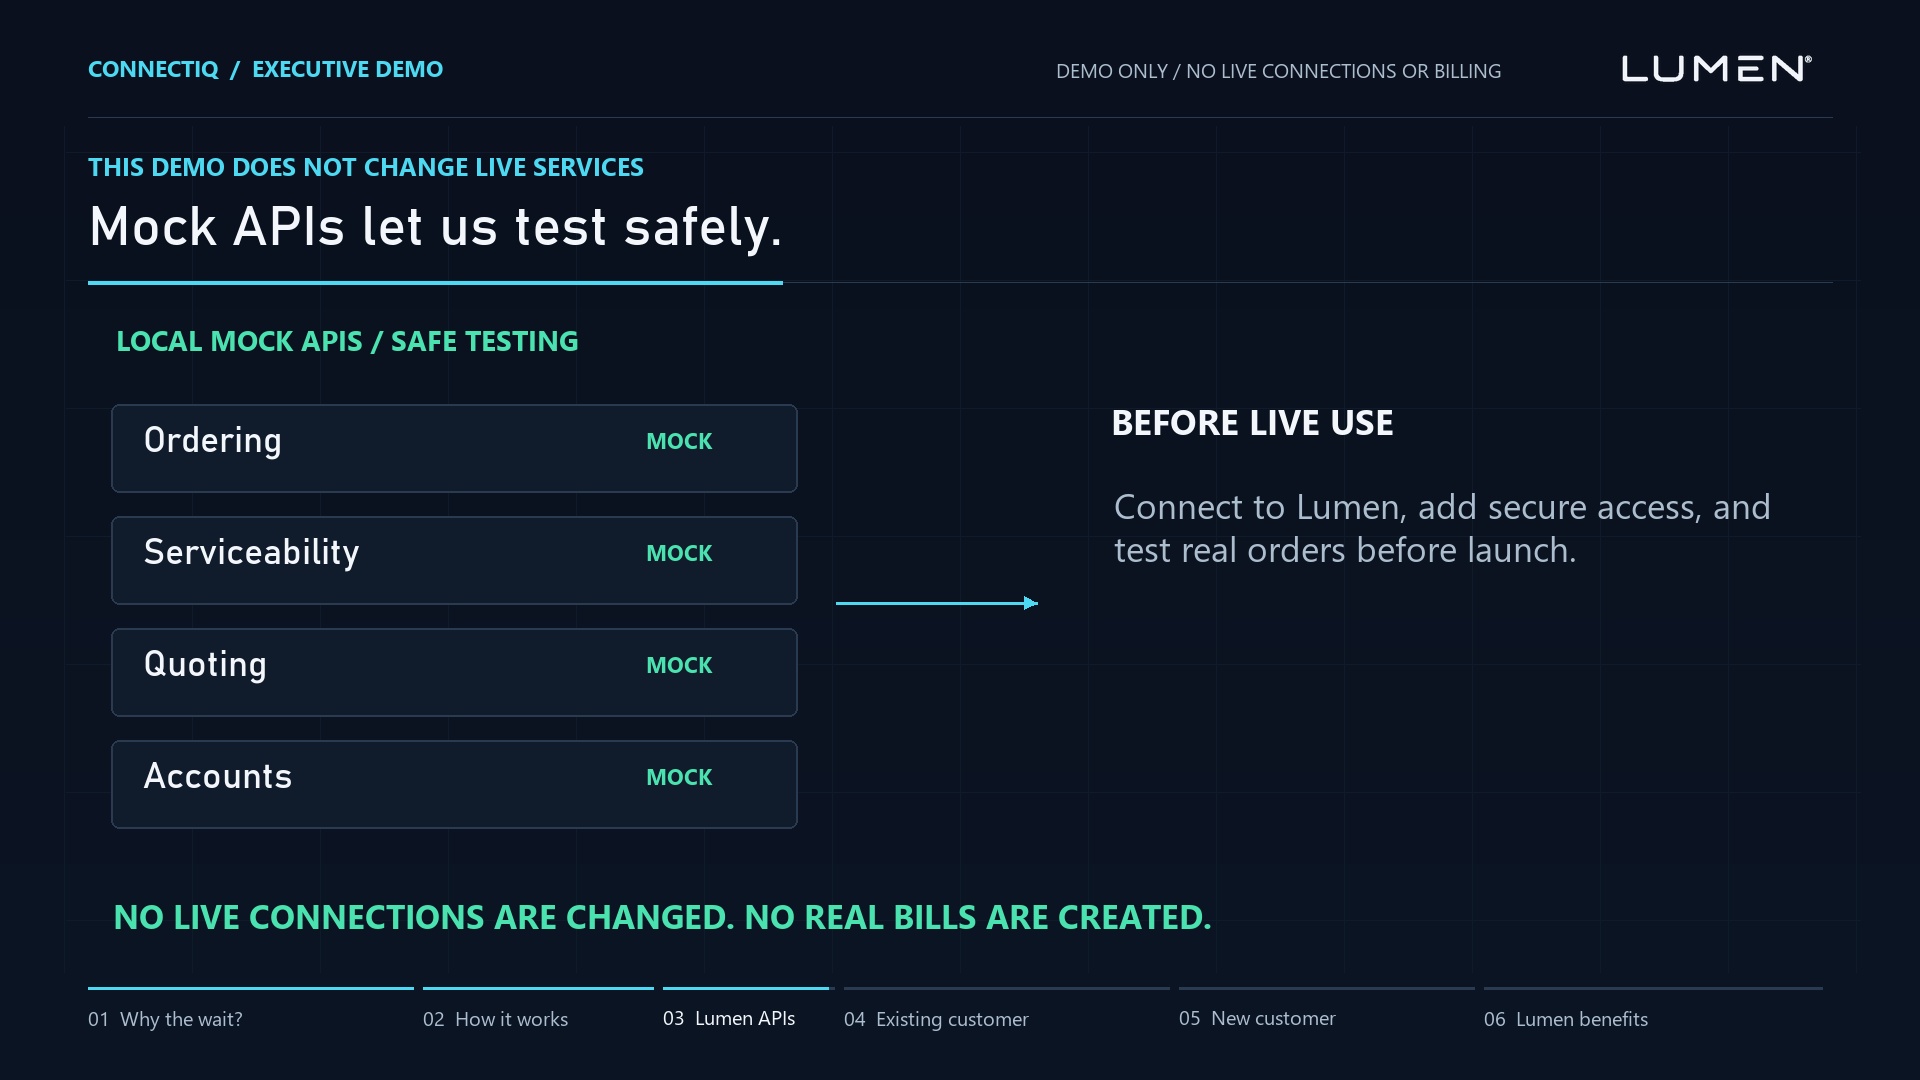 CONNECTIQ / EXECUTIVE DEMO
DEMO ONLY / NO LIVE CONNECTIONS OR BILLING
LUMEN®
THIS DEMO DOES NOT CHANGE LIVE SERVICES
Mock APIs let us test safely.
LOCAL MOCK APIS / SAFE TESTING
Ordering MOCK
Serviceability MOCK
Quoting MOCK
Accounts MOCK
BEFORE LIVE USE
Connect to Lumen, add secure access, and
test real orders before launch.
NO LIVE CONNECTIONS ARE CHANGED. NO REAL BILLS ARE CREATED.
01 Why the wait?
02 How it works
03 Lumen APIs
04 Existing customer
05 New customer
06 Lumen benefits